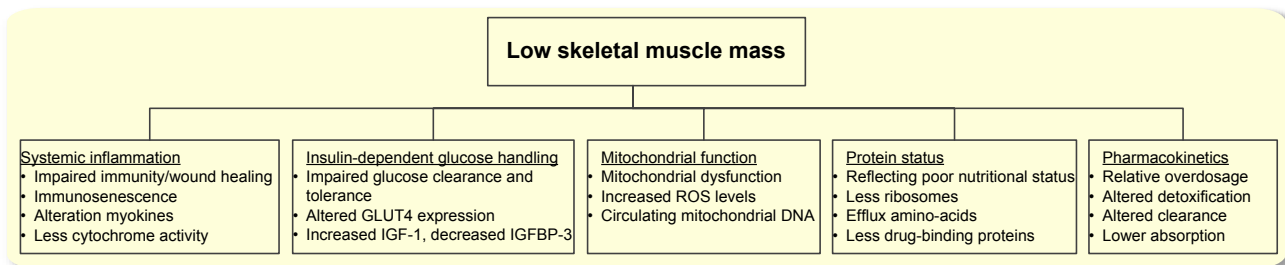 Low skeletal muscle mass
Systemic inflammation
• Impaired immunity/wound healing
• Immunosenescence
• Alteration myokines
• Less cytochrome activity
Insulin-dependent glucose handling
• Impaired glucose clearance and
tolerance
• Altered GLUT4 expression
• Increased IGF-1, decreased IGFBP-3
Mitochondrial function
• Mitochondrial dysfunction
• Increased ROS levels
• Circulating mitochondrial DNA
Protein status
• Reflecting poor nutritional status
• Less ribosomes
• Efflux amino-acids
• Less drug-binding proteins
Pharmacokinetics
• Relative overdosage
• Altered detoxification
• Altered clearance
• Lower absorption